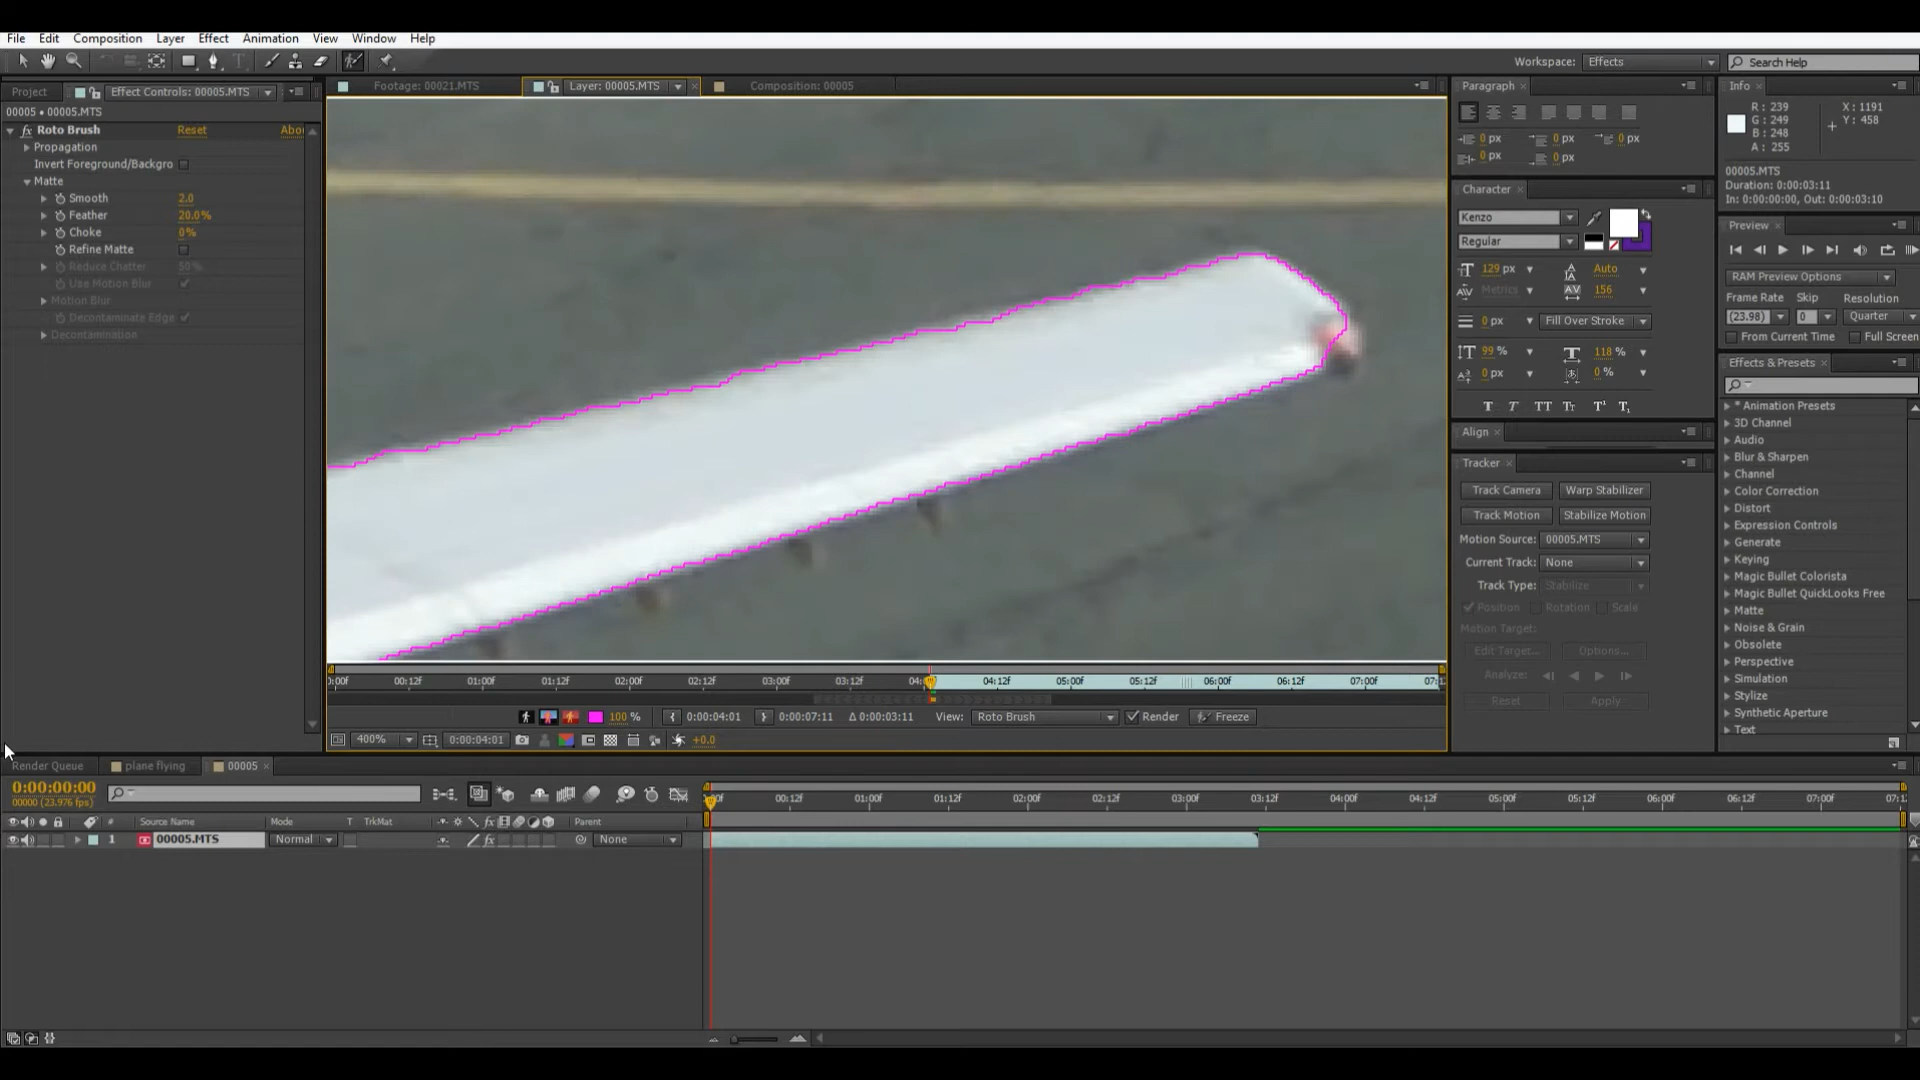 File Edit Composition Layer Effect Animation View Window Help
Workspace: Effects Search Help
Project Effect Controls: 00005.MTS
Footage: 00021.MTS Layer: 00005.MTS Composition: 00005
00005 • 00005.MTS
fx Roto Brush Reset Abo
Propagation
Invert Foreground/Backgro
Matte
Smooth 2.0
Feather 20.0%
Choke 0%
Refine Matte
Reduce Chatter 50%
Use Motion Blur
Motion Blur
Decontaminate Edge
Decontamination
00:00f 00:12f 01:00f 01:12f 02:00f 02:12f 03:00f 03:12f 04: 04:12f 05:00f 05:12f 06:00f 06:12f 07:00f 07:1
100 % 0:00:04:01 0:00:07:11 Δ 0:00:03:11 View: Roto Brush Render Freeze
400% 0:00:04:01 +0.0
Paragraph
0 px 0 px 0 px
0 px 0 px
Character
Kenzo
Regular
129 px Auto
Metrics 156
0 px Fill Over Stroke
99 % 118 %
0 px 0 %
T T TT Tt T¹ T₁
Align
Tracker
Track Camera Warp Stabilizer
Track Motion Stabilize Motion
Motion Source: 00005.MTS
Current Track: None
Track Type: Stabilize
Position Rotation Scale
Motion Target:
Edit Target... Options...
Analyze:
Reset Apply
Info
R: 239 X: 1191
G: 249 Y: 458
B: 248
A: 255
00005.MTS
Duration: 0:00:03:11
In: 0:00:00:00, Out: 0:00:03:10
Preview
RAM Preview Options
Frame Rate Skip Resolution
(23.98) 0 Quarter
From Current Time Full Screen
Effects & Presets
* Animation Presets
3D Channel
Audio
Blur & Sharpen
Channel
Color Correction
Distort
Expression Controls
Generate
Keying
Magic Bullet Colorista
Magic Bullet QuickLooks Free
Matte
Noise & Grain
Obsolete
Perspective
Simulation
Stylize
Synthetic Aperture
Text
Render Queue plane flying 00005
0:00:00:00
00000 (23.976 fps)
00:12f 01:00f 01:12f 02:00f 02:12f 03:00f 03:12f 04:00f 04:12f 05:00f 05:12f 06:00f 06:12f 07:00f 07:1
# Source Name Mode T TrkMat Parent
1 00005.MTS Normal None